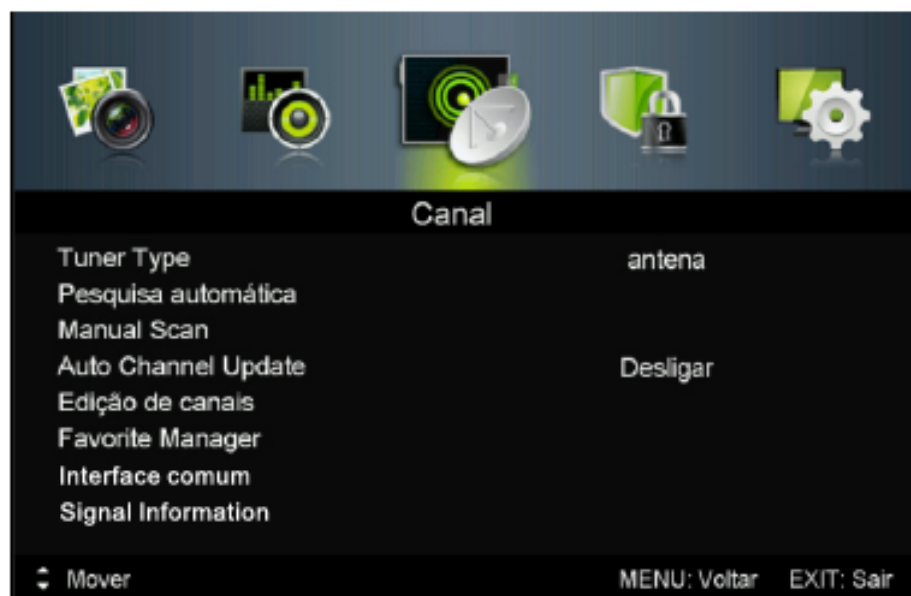 Canal
Tuner Type antena
Pesquisa automática
Manual Scan
Auto Channel Update Desligar
Edição de canais
Favorite Manager
Interface comum
Signal Information
Mover MENU: Voltar EXIT: Sair